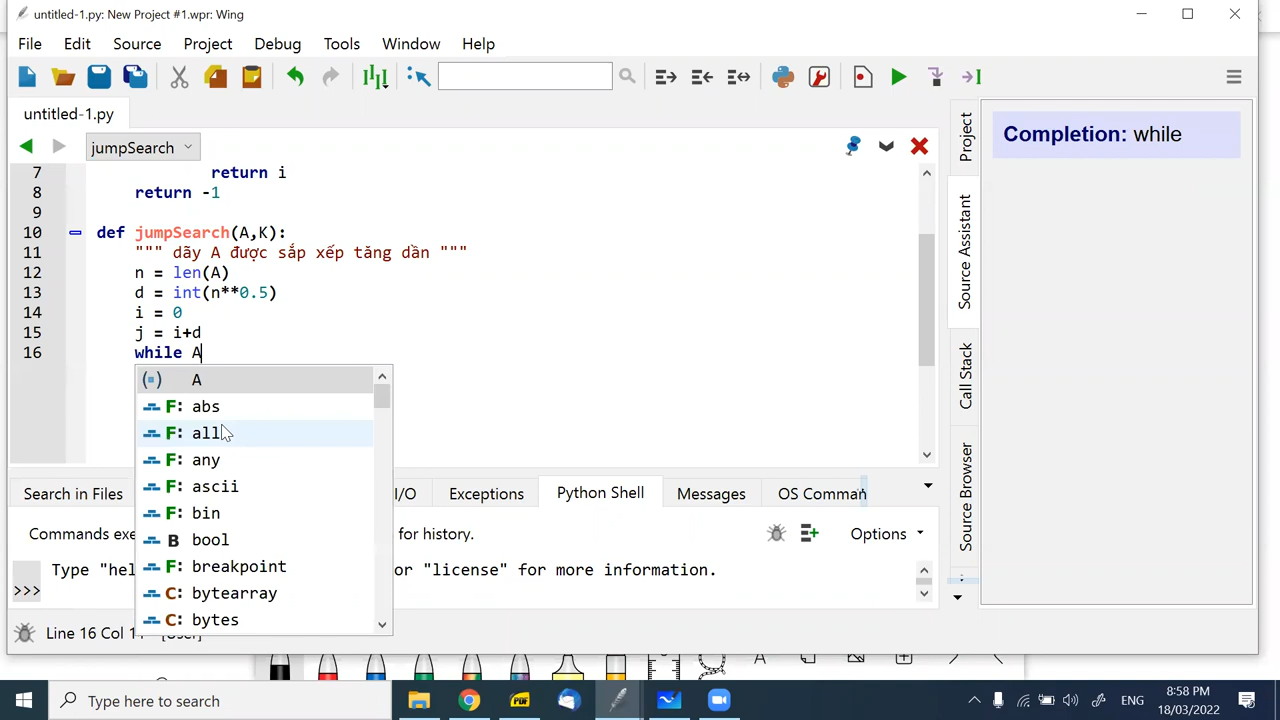 untitled-1.py: New Project #1.wpr: Wing
File Edit Source Project Debug Tools Window Help
untitled-1.py
jumpSearch
7 return i
8 return -1
9
10 def jumpSearch(A,K):
11 """ dãy A được sắp xếp tăng dần """
12 n = len(A)
13 d = int(n**0.5)
14 i = 0
15 j = i+d
16 while A
A
F: abs
F: all
F: any
F: ascii
F: bin
B bool
F: breakpoint
C: bytearray
C: bytes
Completion: while
Project
Source Assistant
Call Stack
Source Browser
Search in Files I/O Exceptions Python Shell Messages OS Comman
Commands exe for history. Options
Type "hel or "license" for more information.
>>>
Line 16 Col 1 [User]
Type here to search
PDF
ENG
8:58 PM
18/03/2022